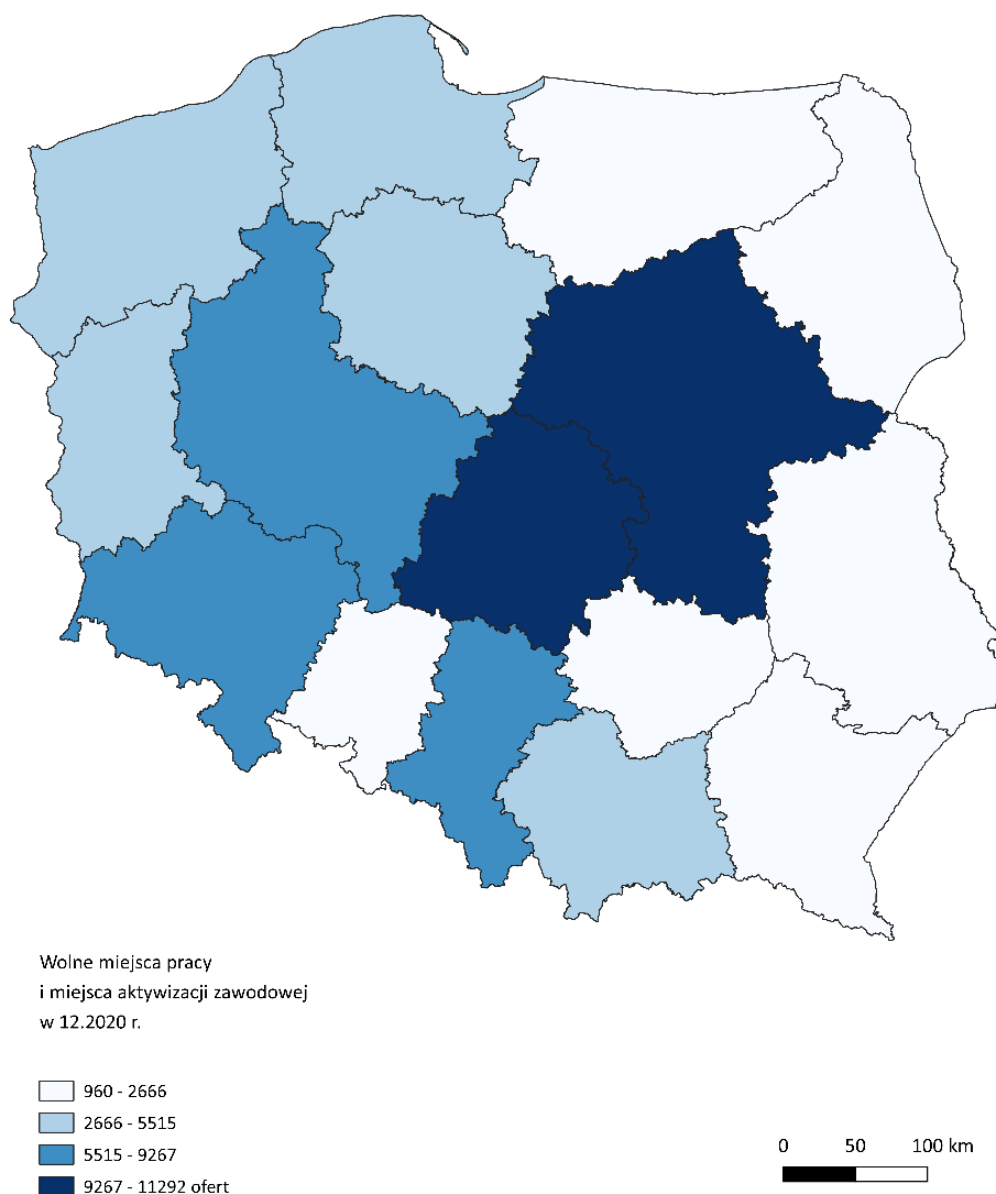 Wolne miejsca pracy
i miejsca aktywizacji zawodowej
w 12.2020 r.
960 - 2666
2666 - 5515
5515 - 9267
9267 - 11292 ofert
0 50 100 km